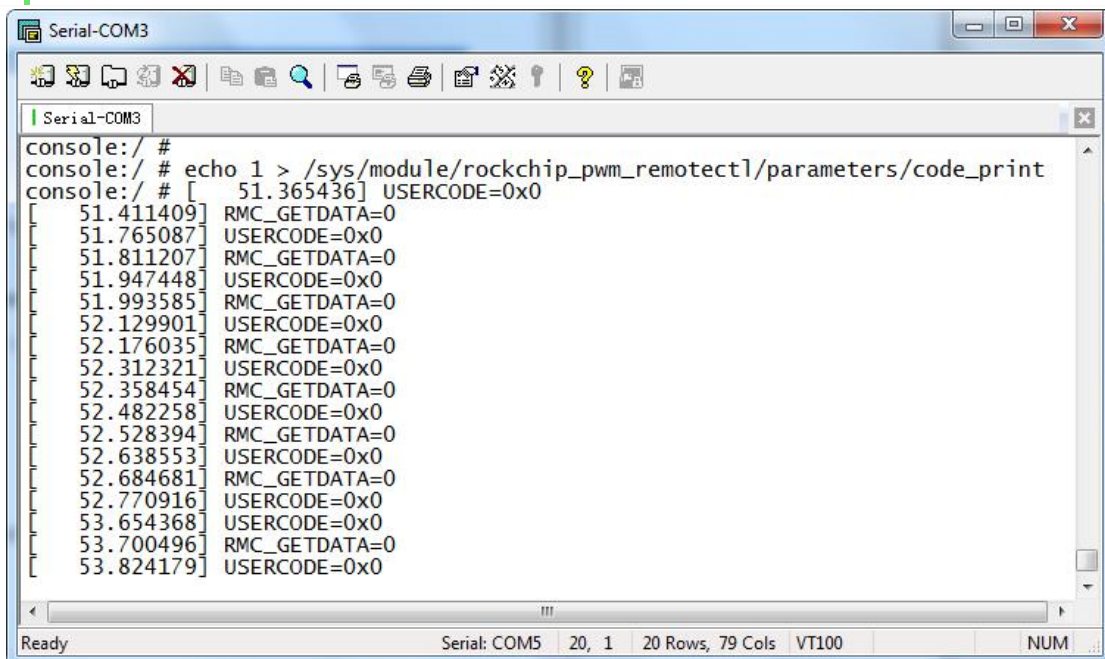 Serial-COM3
Serial-COM3
console:/ #
console:/ # echo 1 > /sys/module/rockchip_pwm_remotectl/parameters/code_print
console:/ # [   51.365436] USERCODE=0x0
[   51.411409] RMC_GETDATA=0
[   51.765087] USERCODE=0x0
[   51.811207] RMC_GETDATA=0
[   51.947448] USERCODE=0x0
[   51.993585] RMC_GETDATA=0
[   52.129901] USERCODE=0x0
[   52.176035] RMC_GETDATA=0
[   52.312321] USERCODE=0x0
[   52.358454] RMC_GETDATA=0
[   52.482258] USERCODE=0x0
[   52.528394] RMC_GETDATA=0
[   52.638553] USERCODE=0x0
[   52.684681] RMC_GETDATA=0
[   52.770916] USERCODE=0x0
[   53.654368] USERCODE=0x0
[   53.700496] RMC_GETDATA=0
[   53.824179] USERCODE=0x0
Ready Serial: COM5 20, 1 20 Rows, 79 Cols VT100 NUM